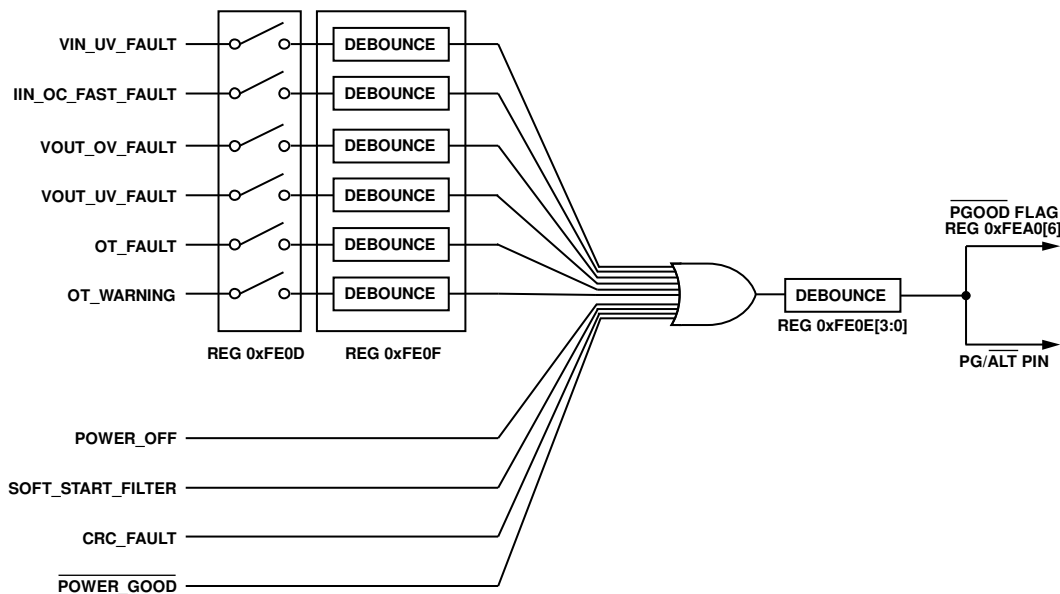 VIN_UV_FAULT
DEBOUNCE
IIN_OC_FAST_FAULT
DEBOUNCE
VOUT_OV_FAULT
DEBOUNCE
VOUT_UV_FAULT
DEBOUNCE
OT_FAULT
DEBOUNCE
OT_WARNING
DEBOUNCE
REG 0xFE0D
REG 0xFE0F
POWER_OFF
SOFT_START_FILTER
CRC_FAULT
POWER_GOOD
DEBOUNCE
REG 0xFE0E[3:0]
PGOOD FLAG
REG 0xFEA0[6]
PG/ALT PIN